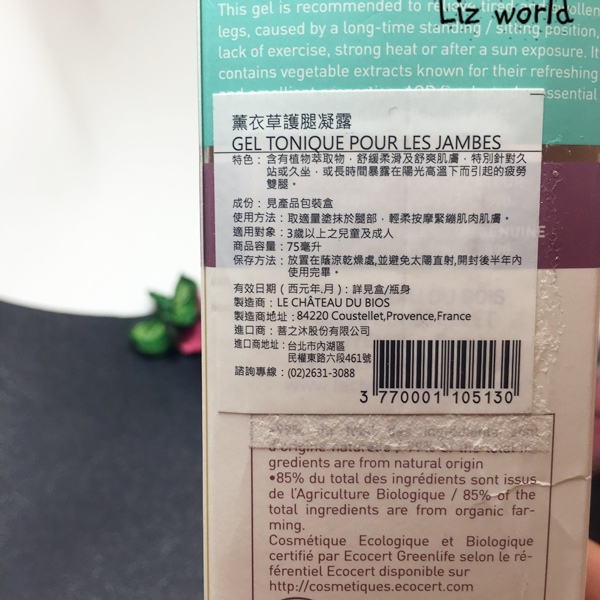 Liz world
This gel is recommended to relieve tired and swollen
legs, caused by a long-time standing / sitting position,
lack of exercise, strong heat or after a sun exposure. It
contains vegetable extracts known for their refreshing
essential
薰衣草護腿凝露
GEL TONIQUE POUR LES JAMBES
特色：含有植物萃取物，舒緩柔滑及舒爽肌膚，特別針對久
站或久坐，或長時間暴露在陽光高溫下而引起的疲勞
雙腿。
成份：見產品包裝盒
使用方法：取適量塗抹於腿部，輕柔按摩緊繃肌肉肌膚。
適用對象：3歲以上之兒童及成人
商品容量：75毫升
保存方法：放置在蔭涼乾燥處,並避免太陽直射,開封後半年內
使用完畢。
有效日期（西元年.月）：詳見盒/瓶身
製造商：LE CHÂTEAU DU BIOS
製造商地址：84220 Coustellet,Provence,France
進口商：薈之沐股份有限公司
進口商地址：台北市內湖區
民權東路六段461號
諮詢專線：(02)2631-3088
3 770001 105130
gredients are from natural origin
•85% du total des ingrédients sont issus
de l'Agriculture Biologique / 85% of the
total ingredients are from organic far-
ming.
Cosmétique Ecologique et Biologique
certifié par Ecocert Greenlife selon le ré-
férentiel Ecocert disponible sur
http://cosmetiques.ecocert.com